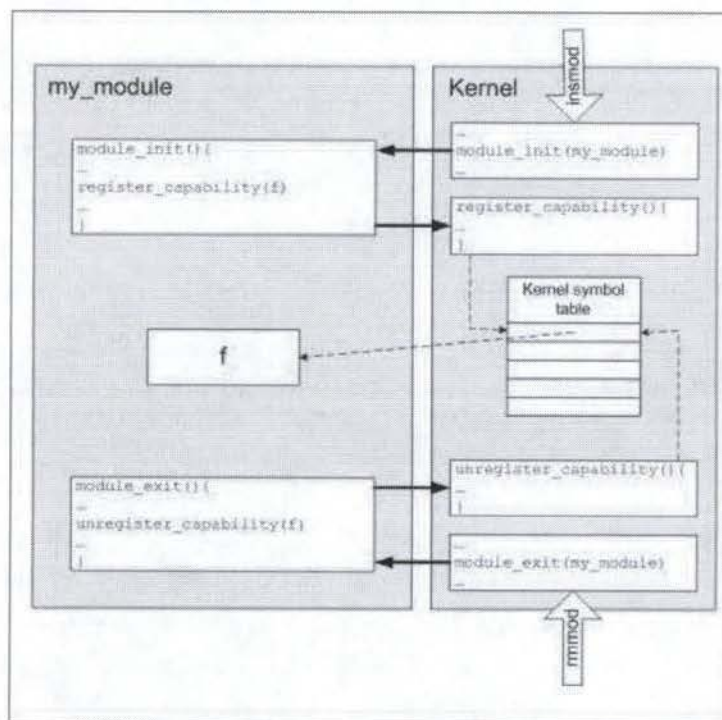 my_module
module_init(){
…
register_capability(f)
…
}
f
module_exit(){
…
unregister_capability(f)
…
}
Kernel
insmod
…
module_init(my_module)
…
register_capability(){
…
}
Kernel symbol
table
unregister_capability(){
…
}
…
module_exit(my_module)
…
rmmod